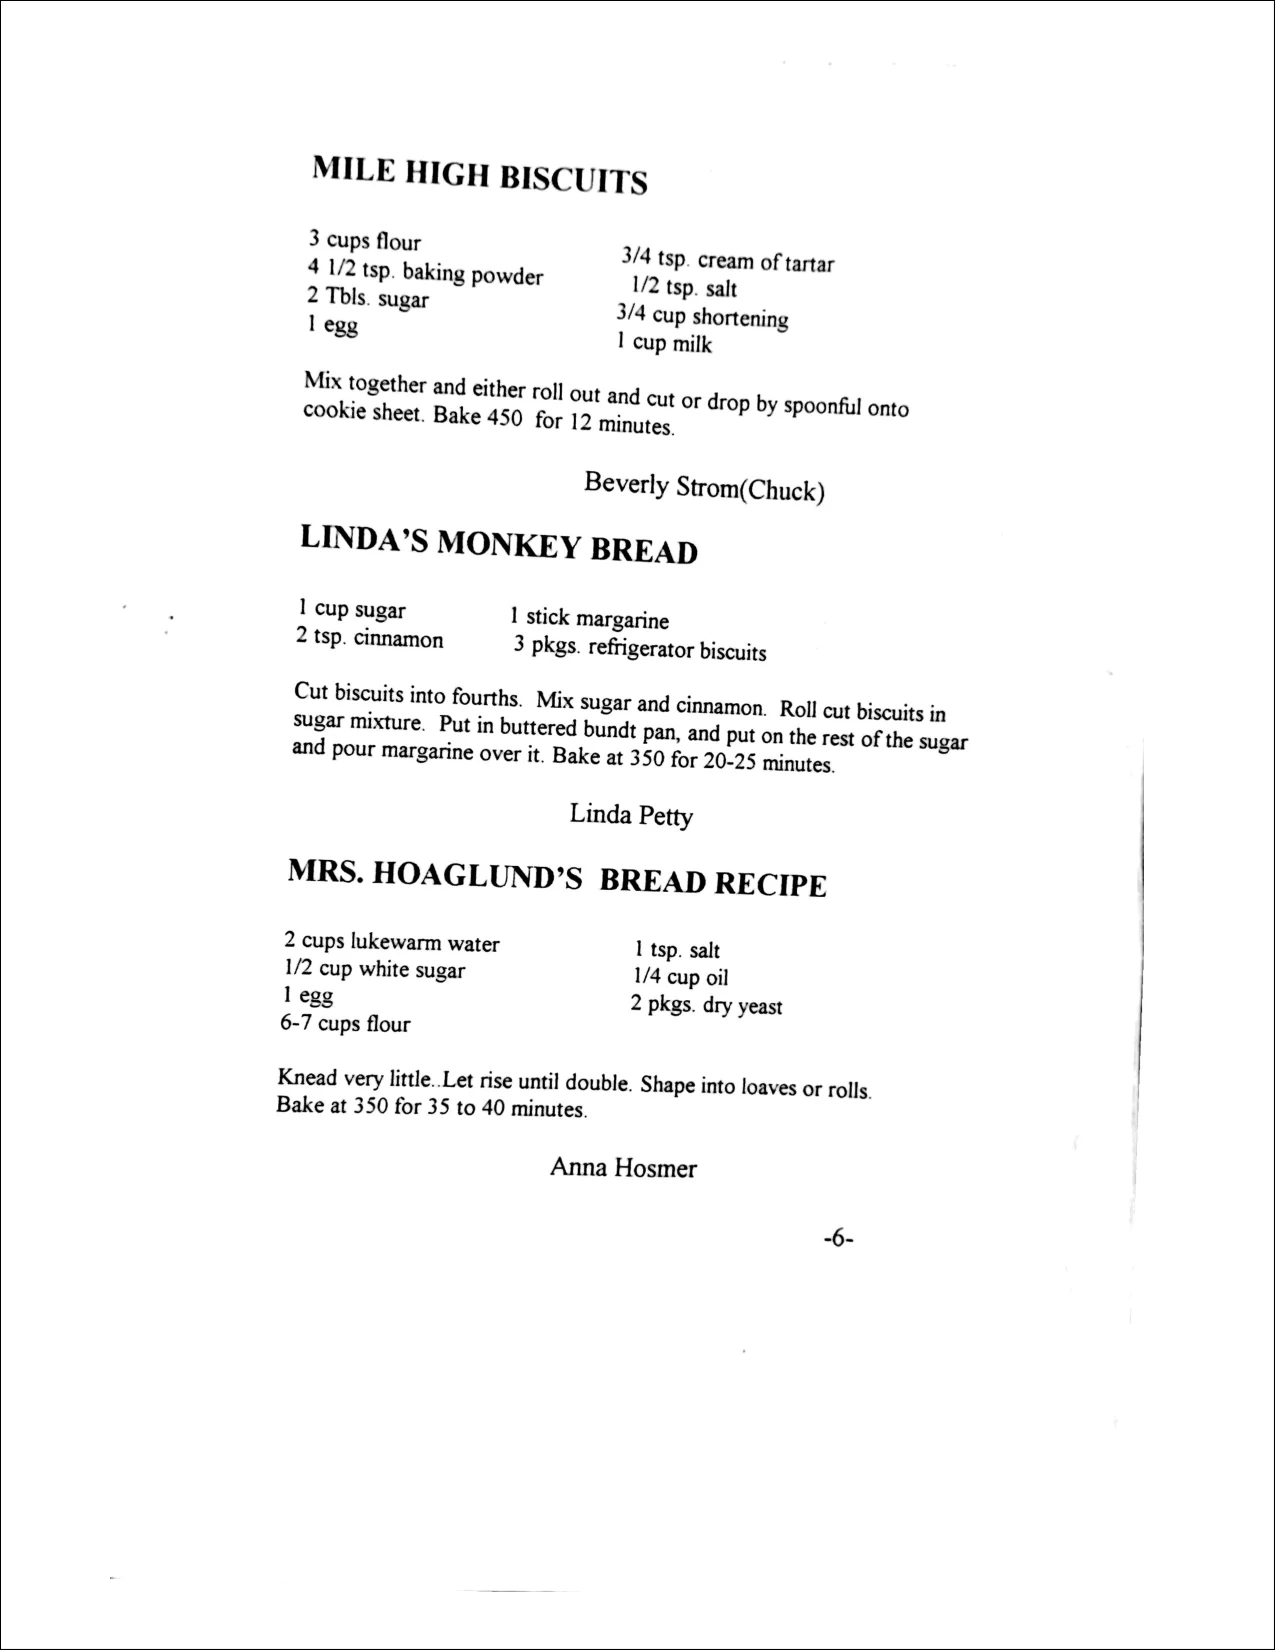 MILE HIGH BISCUITS
3 cups flour
3/4 tsp. cream of tartar
4 1/2 tsp. baking powder
1/2 tsp. salt
2 Tbls. sugar
3/4 cup shortening
1 egg
1 cup milk
Mix together and either roll out and cut or drop by spoonful onto
cookie sheet. Bake 450 for 12 minutes.
Beverly Strom(Chuck)
LINDA'S MONKEY BREAD
1 cup sugar
1 stick margarine
2 tsp. cinnamon
3 pkgs. refrigerator biscuits
Cut biscuits into fourths. Mix sugar and cinnamon. Roll cut biscuits in
sugar mixture. Put in buttered bundt pan, and put on the rest of the sugar
and pour margarine over it. Bake at 350 for 20-25 minutes.
Linda Petty
MRS. HOAGLUND'S BREAD RECIPE
2 cups lukewarm water
1 tsp. salt
1/2 cup white sugar
1/4 cup oil
1 egg
2 pkgs. dry yeast
6-7 cups flour
Knead very little..Let rise until double. Shape into loaves or rolls.
Bake at 350 for 35 to 40 minutes.
Anna Hosmer
-6-